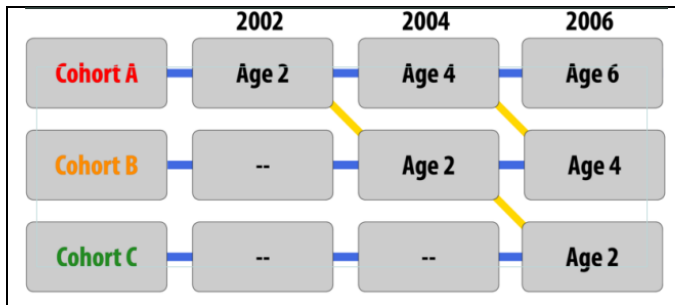 2002 2004 2006
Cohort A Age 2 Age 4 Age 6
Cohort B -- Age 2 Age 4
Cohort C -- -- Age 2